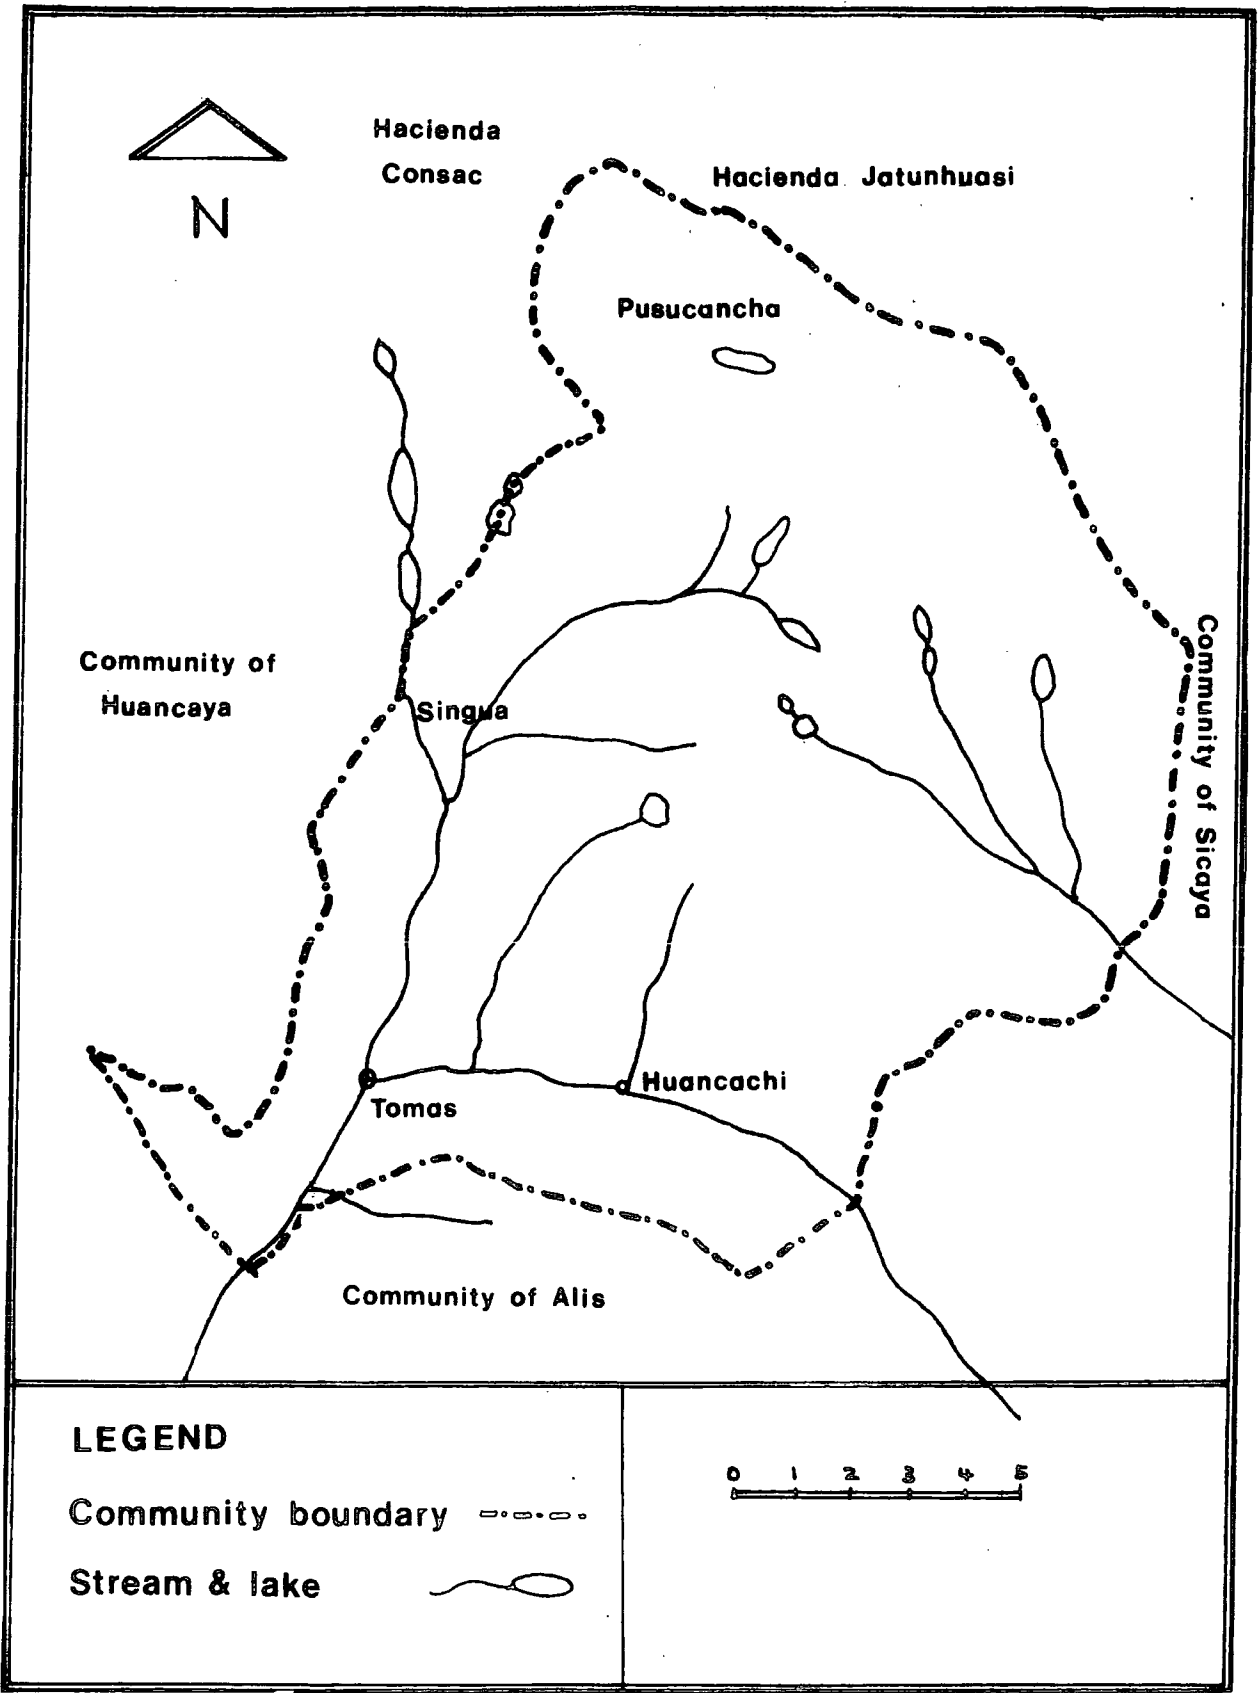 Hacienda
Consac
Hacienda Jatunhuasi
N
Pusucancha
Community of
Huancaya
Singua
Community of Sicaya
Huancachi
Tomas
Community of Alis
LEGEND
Community boundary
Stream & lake
0 1 2 3 4 5